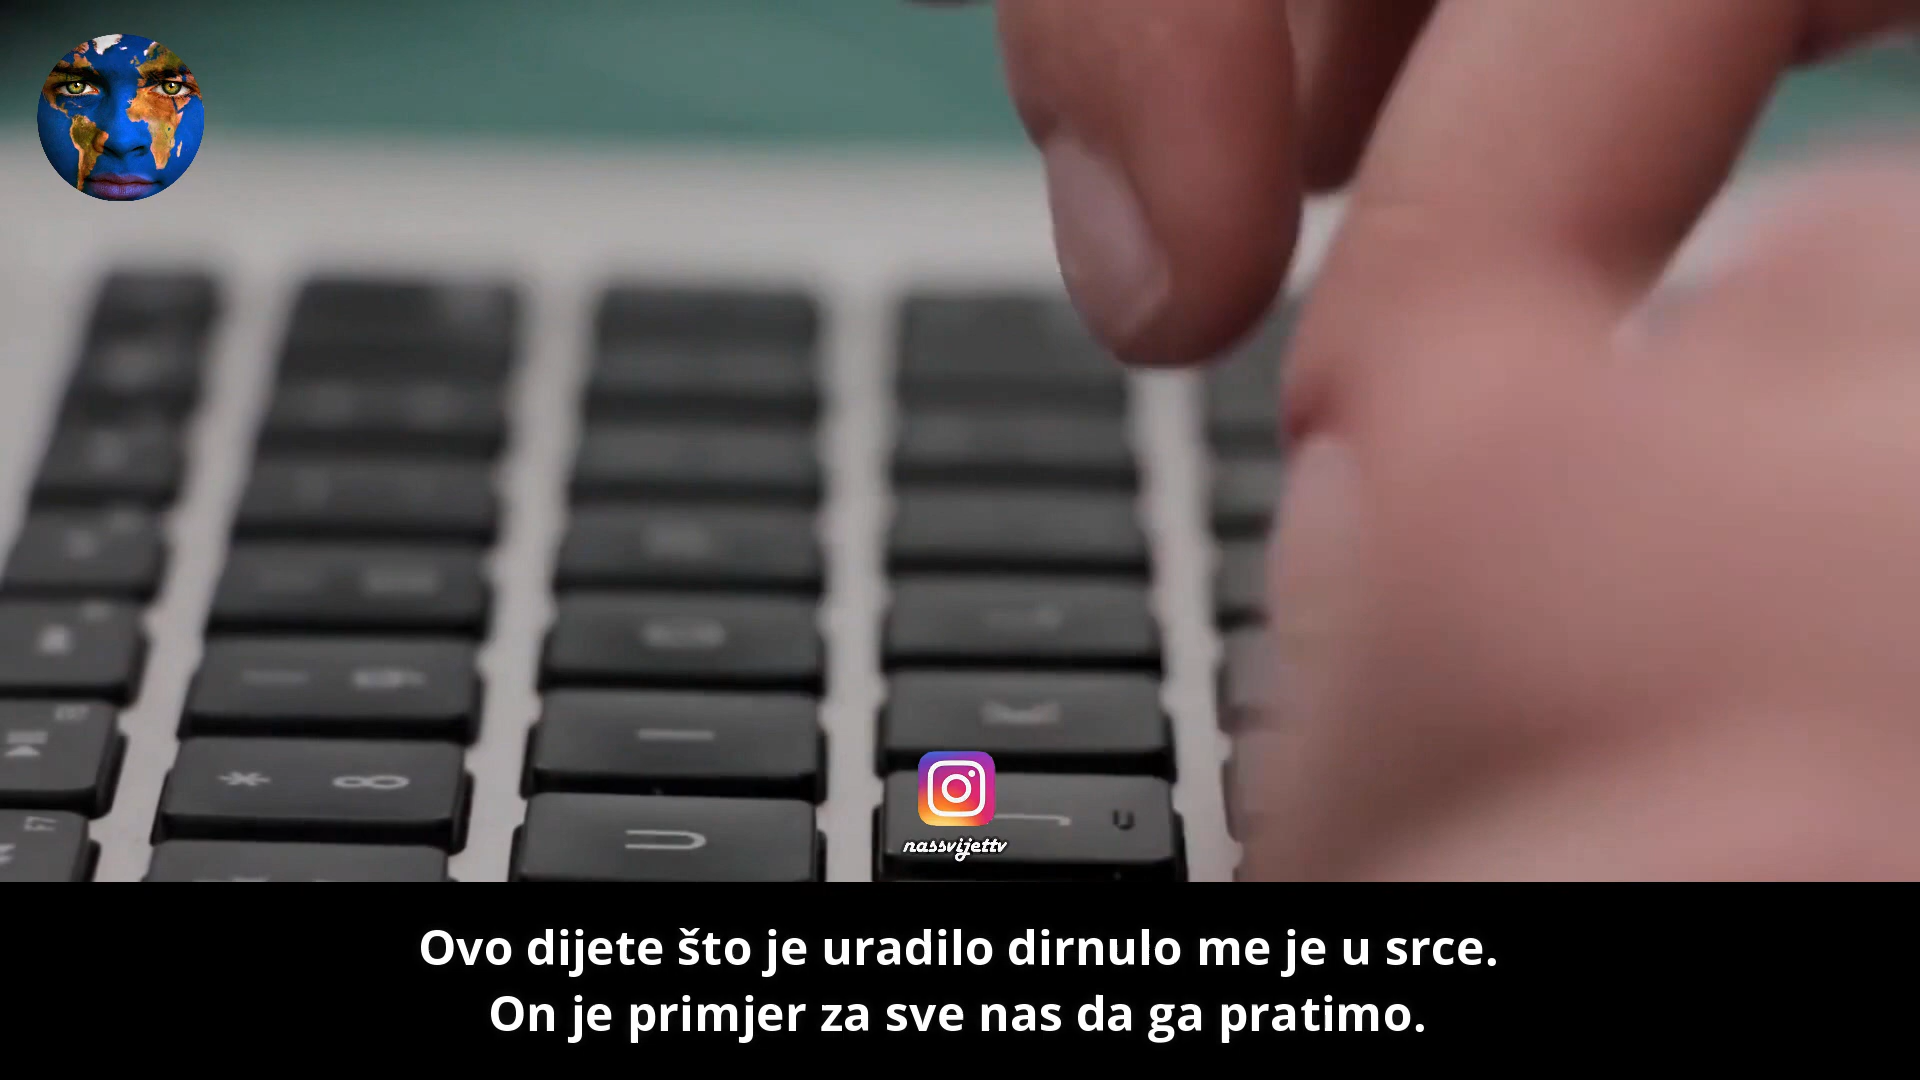 nassvijettv
Ovo dijete što je uradilo dirnulo me je u srce.
On je primjer za sve nas da ga pratimo.